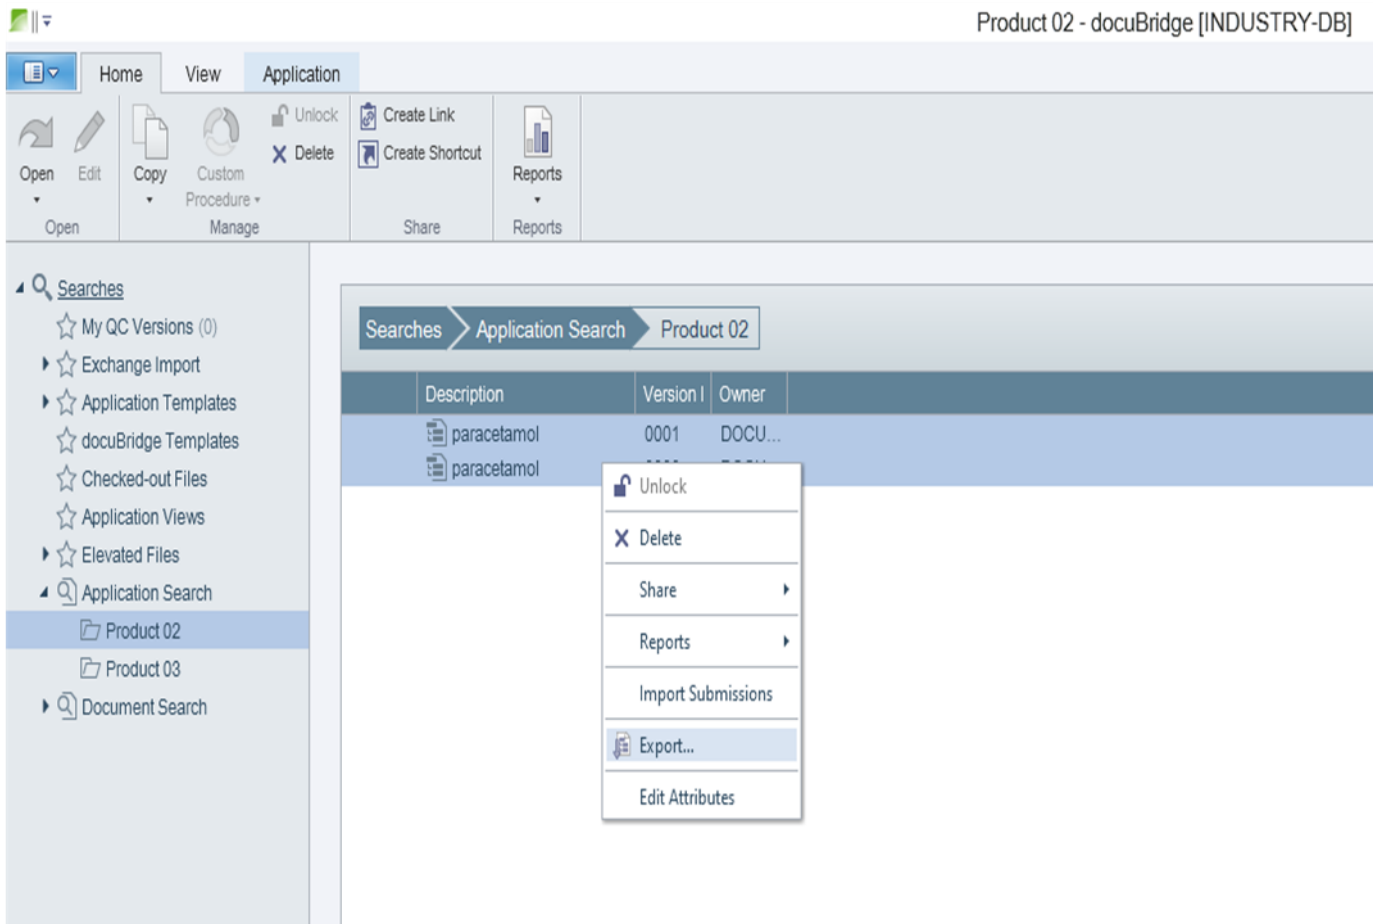 Product 02 - docuBridge [INDUSTRY-DB]
Home View Application
Open Edit Copy Custom Procedure Unlock Delete Create Link Create Shortcut Reports
Open Manage Share Reports
Searches
My QC Versions (0)
Exchange Import
Application Templates
docuBridge Templates
Checked-out Files
Application Views
Elevated Files
Application Search
Product 02
Product 03
Document Search
Searches Application Search Product 02
Description Version I Owner
paracetamol 0001 DOCU...
paracetamol
Unlock
Delete
Share
Reports
Import Submissions
Export...
Edit Attributes